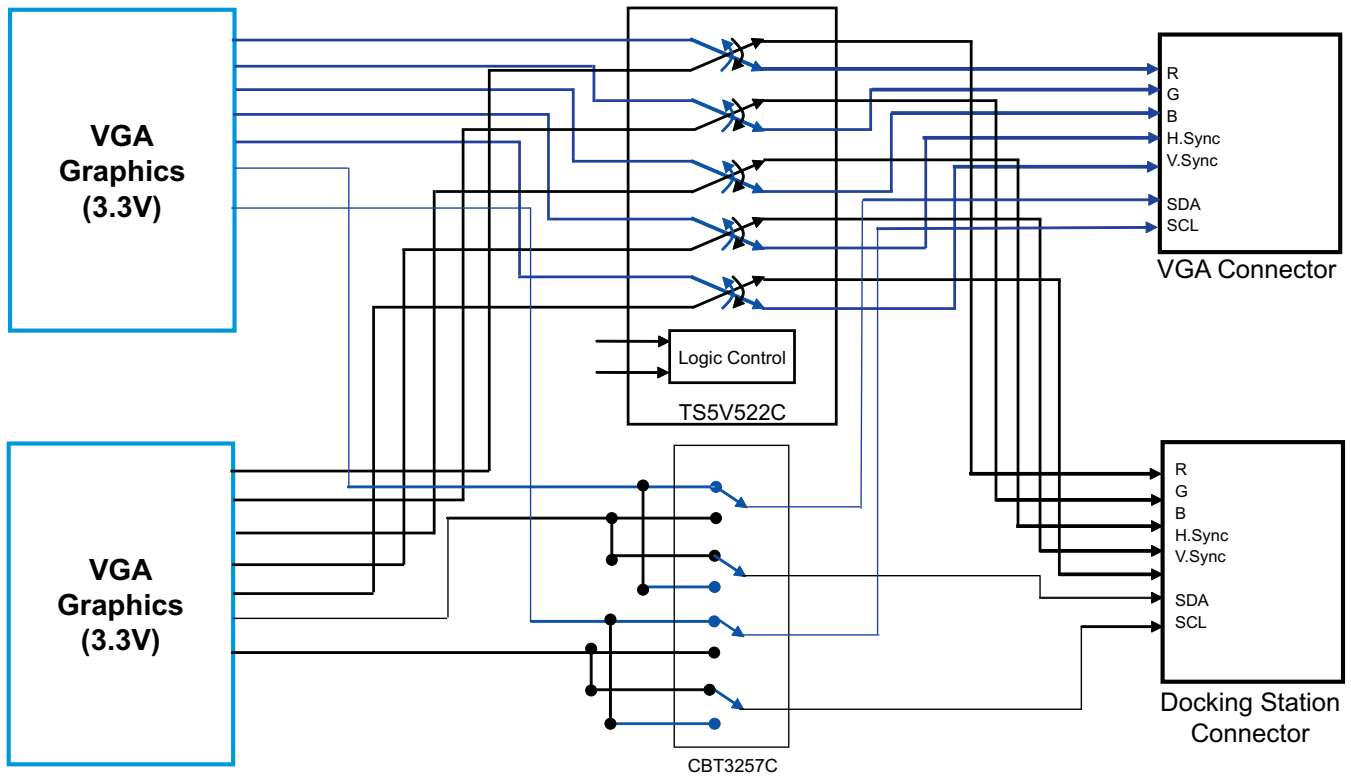 VGA
Graphics
(3.3V)
Logic Control
TS5V522C
R
G
B
H.Sync
V.Sync
SDA
SCL
VGA Connector
VGA
Graphics
(3.3V)
CBT3257C
R
G
B
H.Sync
V.Sync
SDA
SCL
Docking Station
Connector